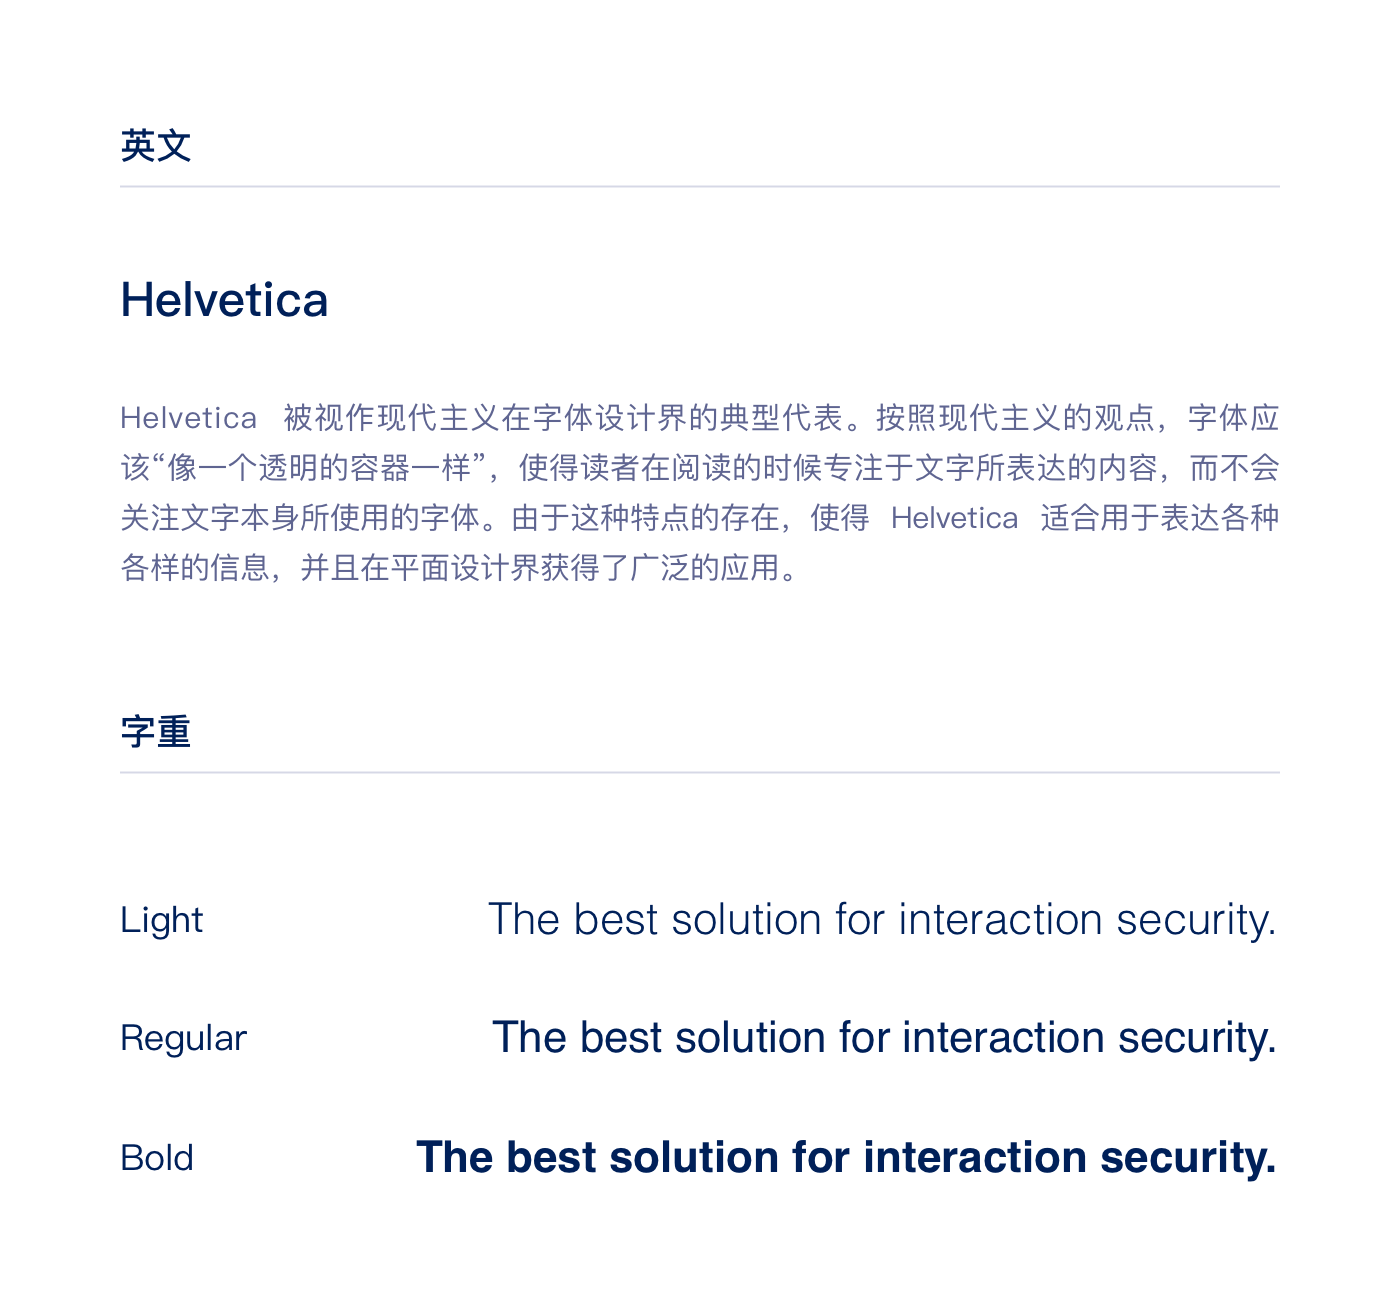 英文
Helvetica
Helvetica 被视作现代主义在字体设计界的典型代表。按照现代主义的观点，字体应
该“像一个透明的容器一样”，使得读者在阅读的时候专注于文字所表达的内容，而不会
关注文字本身所使用的字体。由于这种特点的存在，使得 Helvetica 适合用于表达各种
各样的信息，并且在平面设计界获得了广泛的应用。
字重
Light The best solution for interaction security.
Regular The best solution for interaction security.
Bold The best solution for interaction security.